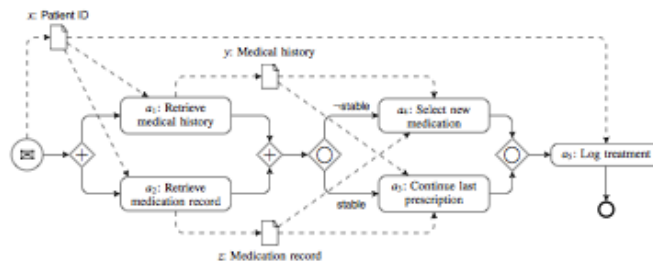 x: Patient ID
y: Medical history
a₁: Retrieve
medical history
¬stable
a₄: Select new
medication
a₅: Log treatment
a₂: Retrieve
medication record
stable
a₃: Continue last
prescription
z: Medication record